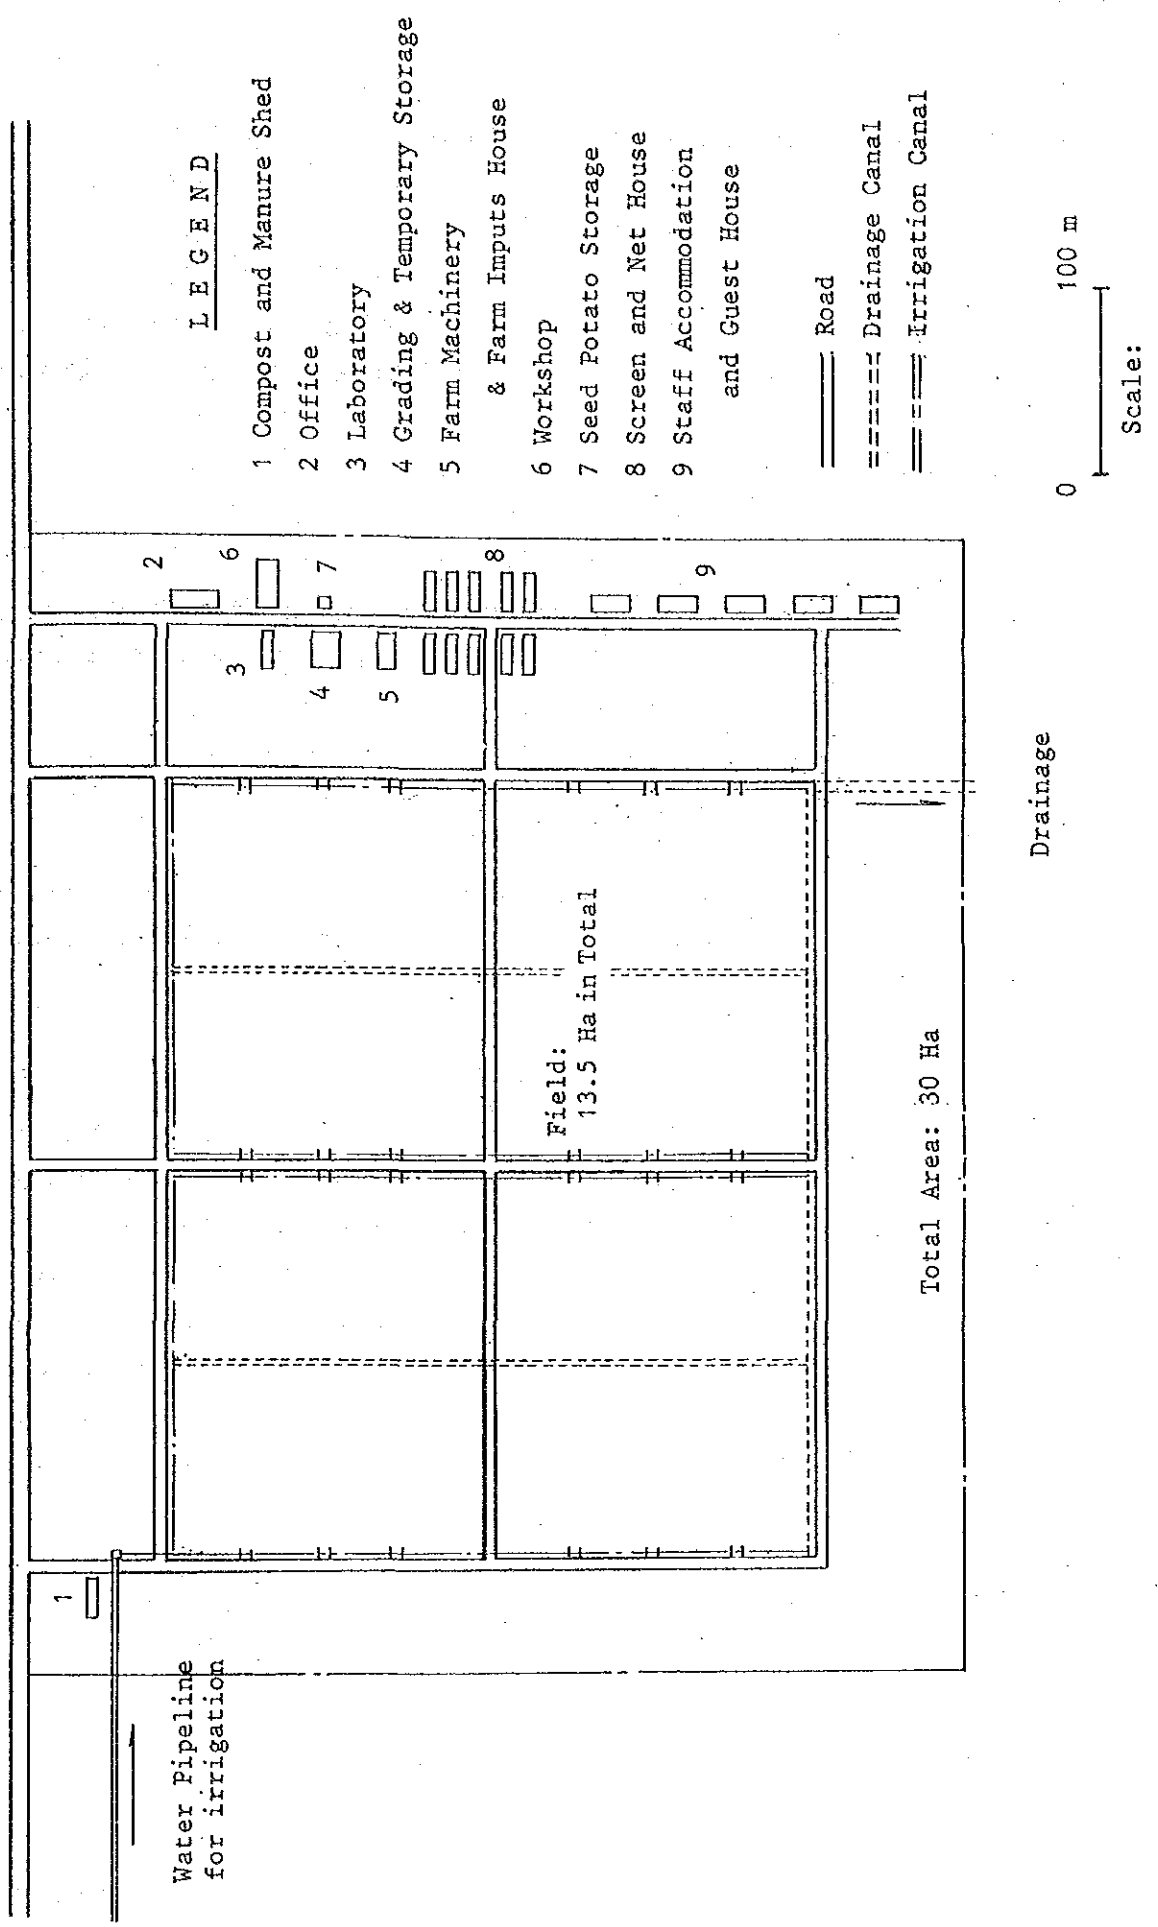 Water Pipeline
for irrigation
1
2
6
7
3
4
5
8
9
Field:
13.5 Ha in Total
Total Area: 30 Ha
Drainage
L E G E N D
1 Compost and Manure Shed
2 Office
3 Laboratory
4 Grading & Temporary Storage
5 Farm Machinery
& Farm Imputs House
6 Workshop
7 Seed Potato Storage
8 Screen and Net House
9 Staff Accommodation
and Guest House
Road
Drainage Canal
Irrigation Canal
0 100 m
Scale: